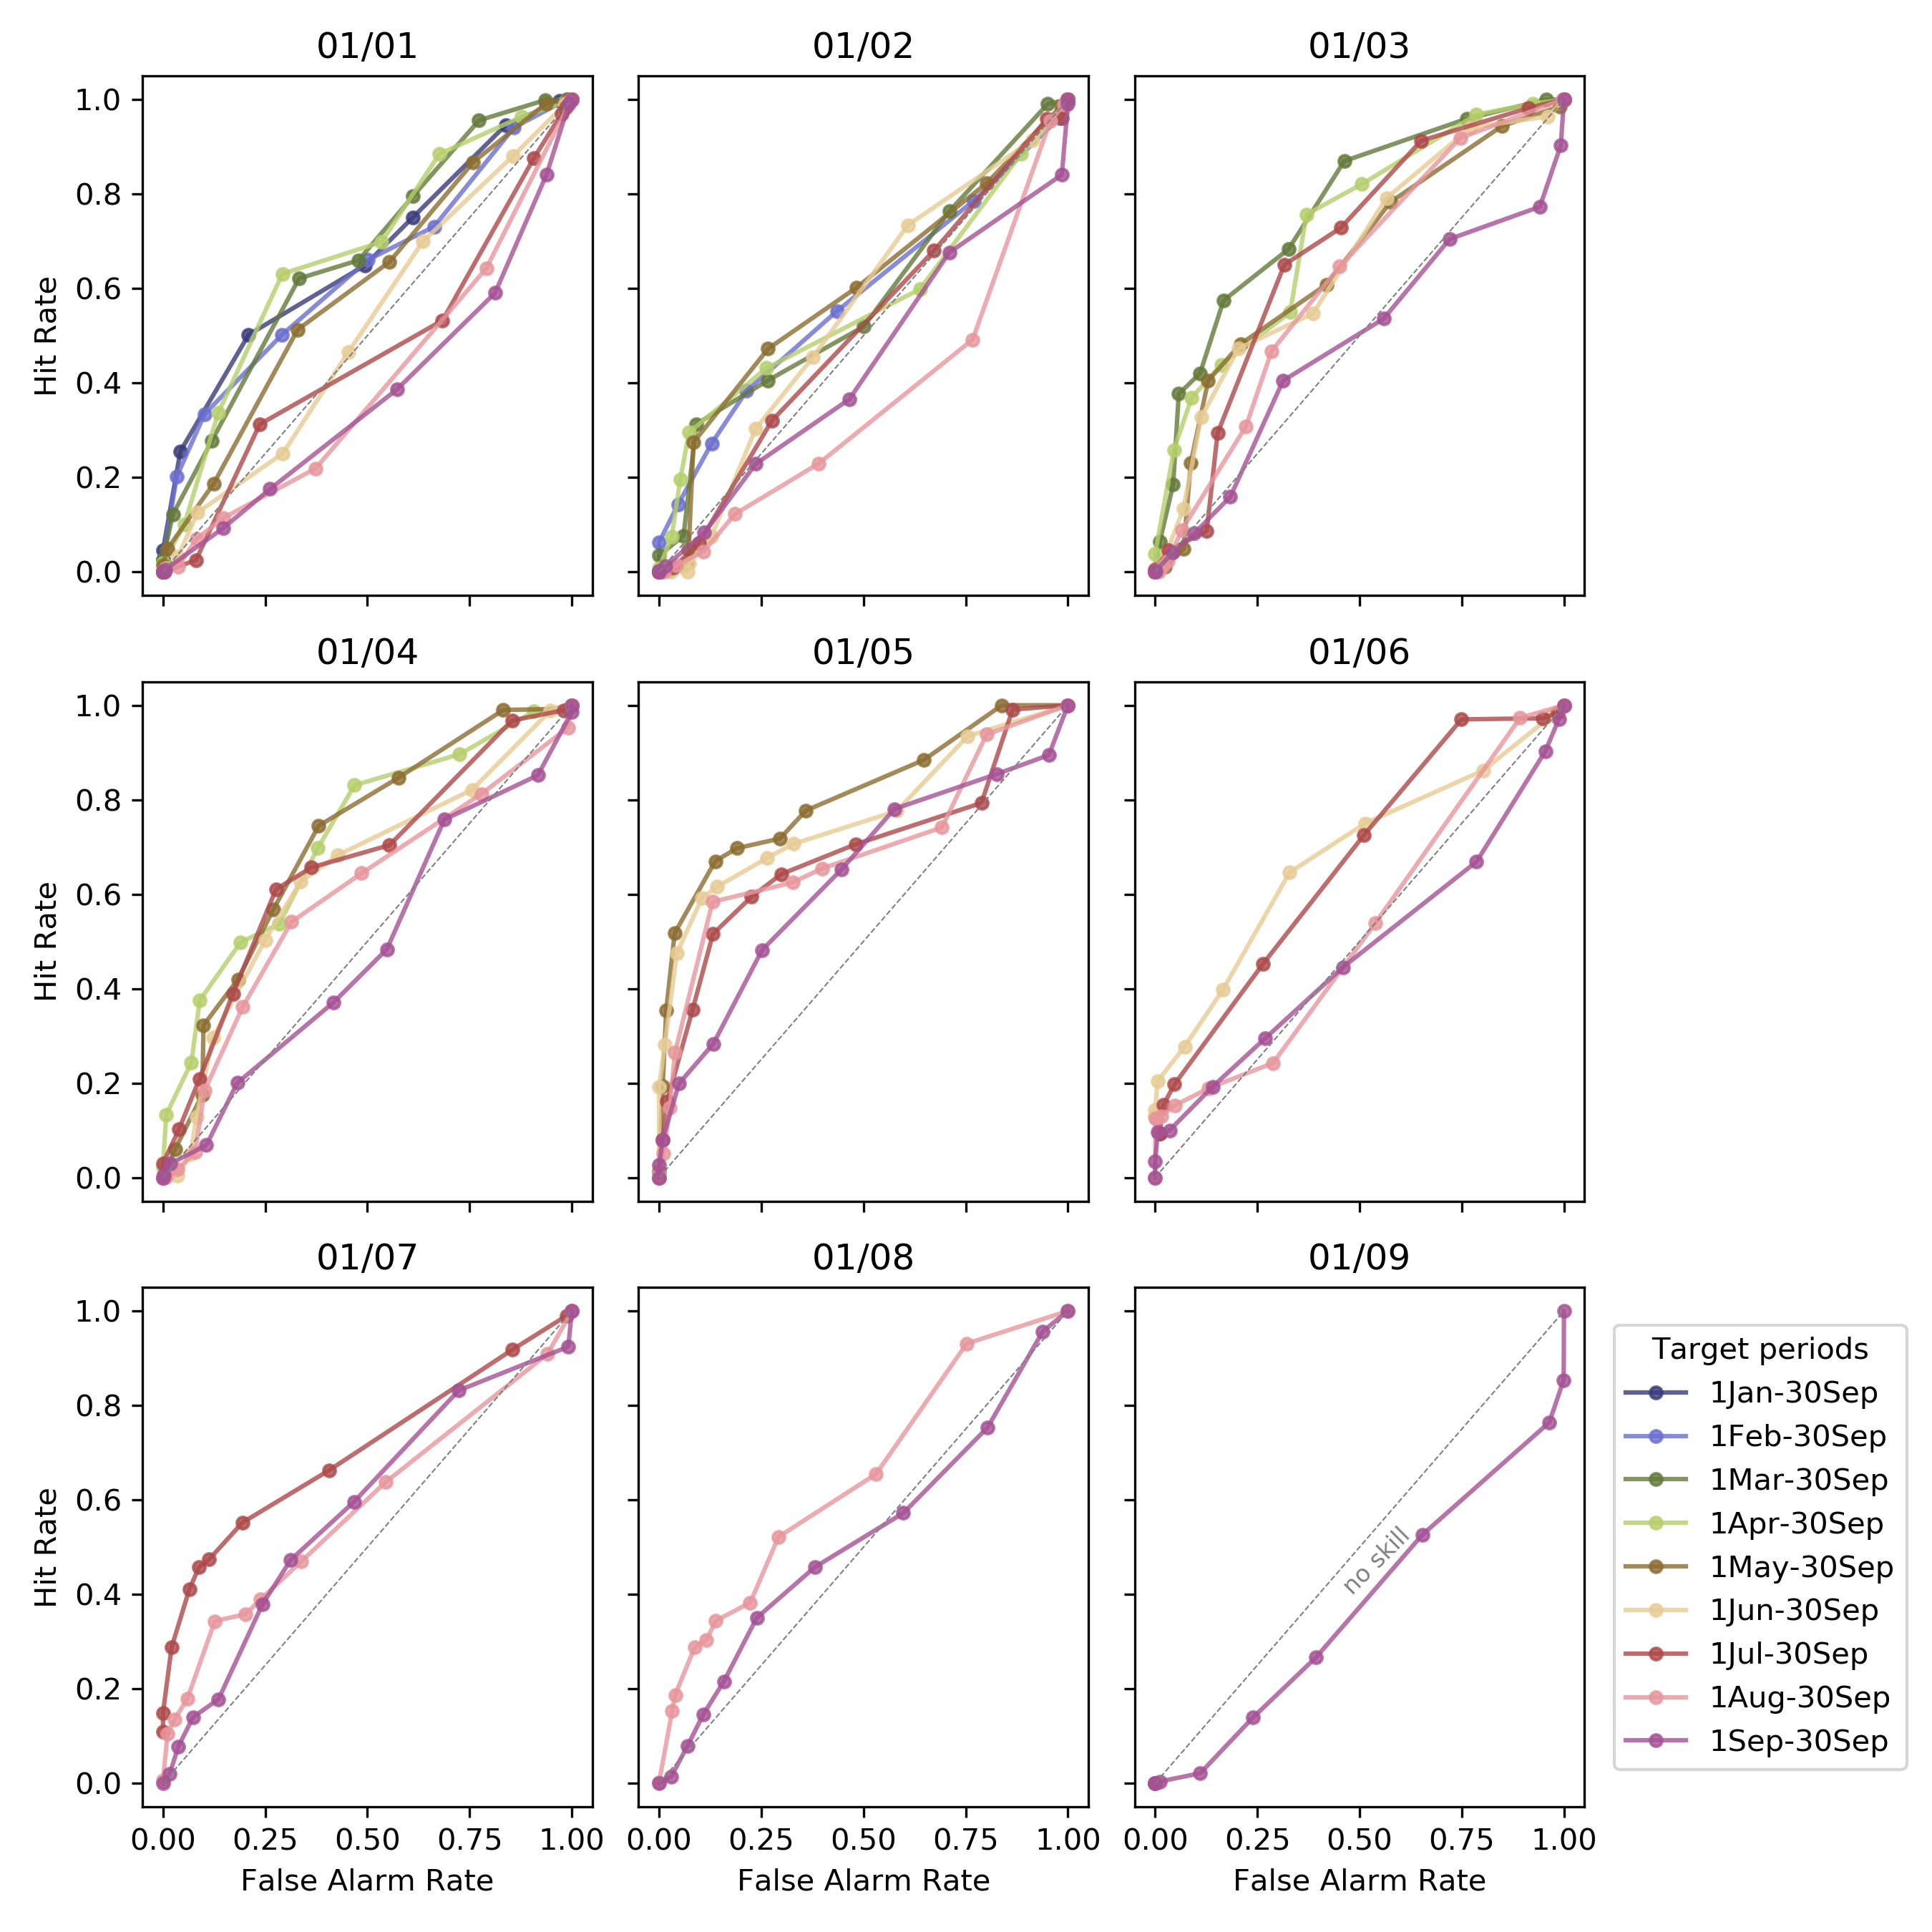 01/01 01/02 01/03
1.0
0.8
0.6
0.4
0.2
0.0
Hit Rate
01/04 01/05 01/06
1.0
0.8
0.6
0.4
0.2
0.0
Hit Rate
01/07 01/08 01/09
1.0
0.8
0.6
0.4
0.2
0.0
Hit Rate
no skill
0.00 0.25 0.50 0.75 1.00 0.00 0.25 0.50 0.75 1.00 0.00 0.25 0.50 0.75 1.00
False Alarm Rate False Alarm Rate False Alarm Rate
Target periods
1Jan-30Sep
1Feb-30Sep
1Mar-30Sep
1Apr-30Sep
1May-30Sep
1Jun-30Sep
1Jul-30Sep
1Aug-30Sep
1Sep-30Sep